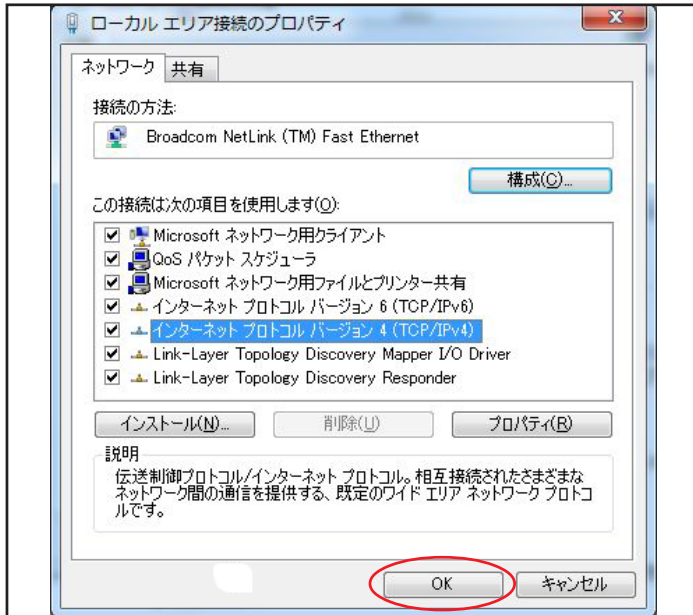 ローカル エリア接続のプロパティ
ネットワーク 共有
接続の方法:
Broadcom NetLink (TM) Fast Ethernet
構成(C)...
この接続は次の項目を使用します(O):
Microsoft ネットワーク用クライアント
QoS パケット スケジューラ
Microsoft ネットワーク用ファイルとプリンター共有
インターネット プロトコル バージョン 6 (TCP/IPv6)
インターネット プロトコル バージョン 4 (TCP/IPv4)
Link-Layer Topology Discovery Mapper I/O Driver
Link-Layer Topology Discovery Responder
インストール(N)... 削除(U) プロパティ(R)
説明
伝送制御プロトコル/インターネット プロトコル。相互接続されたさまざまな
ネットワーク間の通信を提供する、既定のワイド エリア ネットワーク プロトコ
ルです。
OK キャンセル